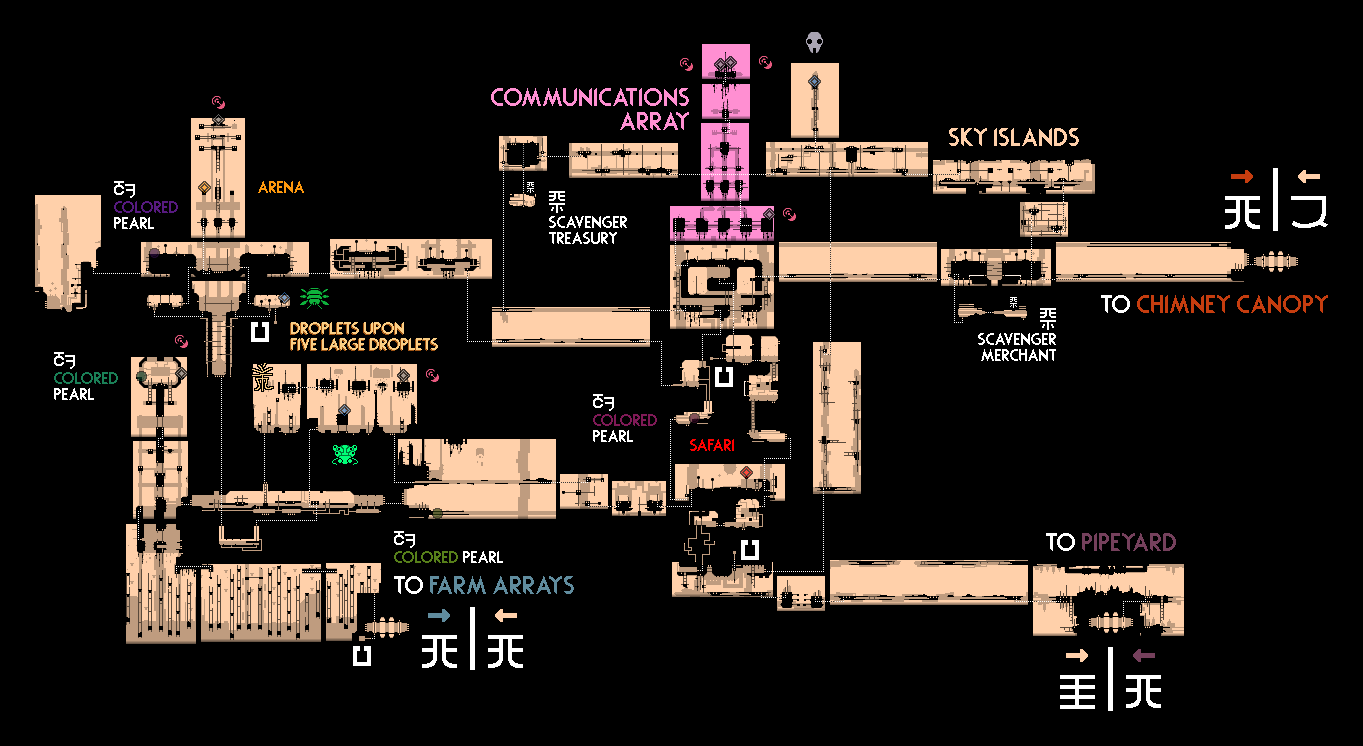 COMMUNICATIONS
ARRAY
SKY ISLANDS
COLORED
PEARL
ARENA
SCAVENGER
TREASURY
TO CHIMNEY CANOPY
DROPLETS UPON
FIVE LARGE DROPLETS
SCAVENGER
MERCHANT
COLORED
PEARL
COLORED
PEARL
SAFARI
COLORED PEARL
TO FARM ARRAYS
TO PIPEYARD